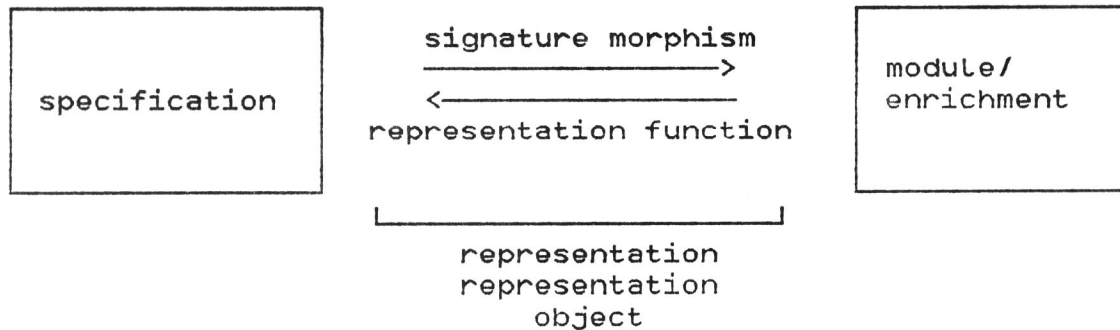 signature morphism
specification
module/
enrichment
representation function
representation
representation
object